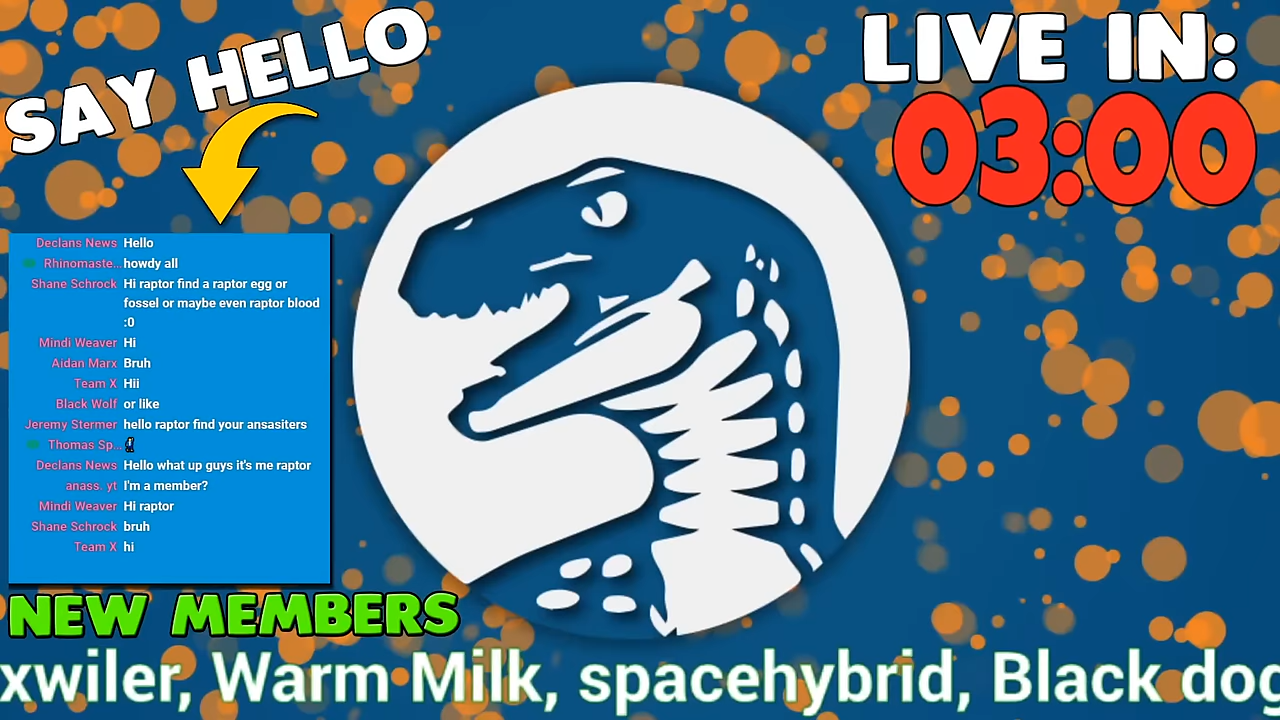 SAY HELLO
LIVE IN:
03:00
Declans News Hello
Rhinomaste... howdy all
Shane Schrock Hi raptor find a raptor egg or
fossel or maybe even raptor blood
:0
Mindi Weaver Hi
Aidan Marx Bruh
Team X Hii
Black Wolf or like
Jeremy Stermer hello raptor find your ansasiters
Thomas Sp...
Declans News Hello what up guys it's me raptor
anass. yt I'm a member?
Mindi Weaver Hi raptor
Shane Schrock bruh
Team X hi
NEW MEMBERS
xwiler, Warm Milk, spacehybrid, Black dog